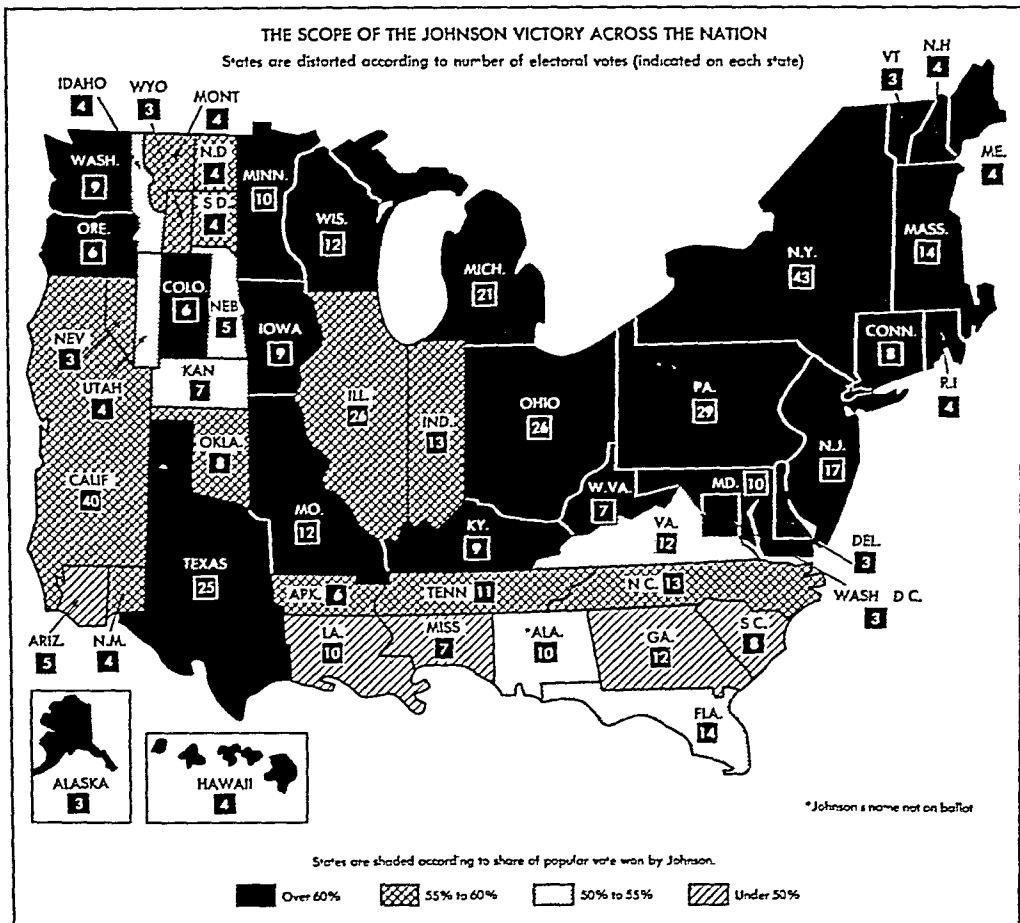 THE SCOPE OF THE JOHNSON VICTORY ACROSS THE NATION
States are distorted according to number of electoral votes (indicated on each state)
IDAHO
4
WYO
3
MONT
4
VT
3
N.H
4
ME.
4
WASH.
9
N.D
4
MINN.
10
S D.
4
WIS.
12
ORE.
6
MICH.
21
N.Y.
43
MASS.
14
COLO.
6
NEB
5
IOWA
9
CONN.
8
R.I
4
NEV
3
UTAH
4
KAN
7
ILL.
26
IND.
13
OHIO
26
PA.
29
N.J.
17
OKLA.
8
CALIF
40
MO.
12
KY.
9
W.VA.
7
MD.
10
VA.
12
DEL.
3
WASH D C.
3
TEXAS
25
ARK.
6
TENN
11
N C.
13
S C.
8
ARIZ.
5
N.M.
4
LA.
10
MISS
7
*ALA.
10
GA.
12
FLA.
14
ALASKA
3
HAWAII
4
*Johnson s name not on ballot
States are shaded according to share of popular vote won by Johnson.
Over 60%
55% to 60%
50% to 55%
Under 50%